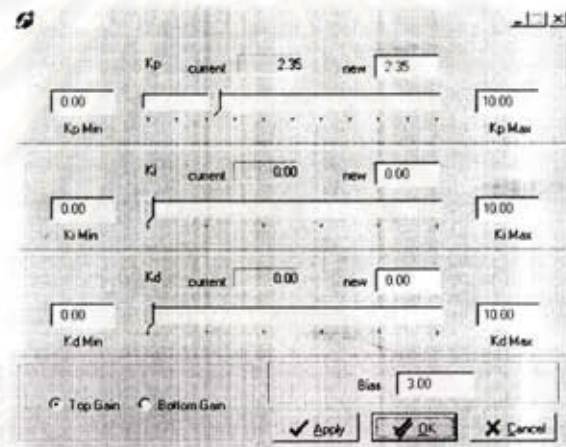 Kp current 2.35 new 2.35
0.00 10.00
Kp Min Kp Max
Ki current 0.00 new 0.00
0.00 10.00
Ki Min Ki Max
Kd current 0.00 new 0.00
0.00 10.00
Kd Min Kd Max
Bias 3.00
Top Gain Bottom Gain
Apply OK Cancel